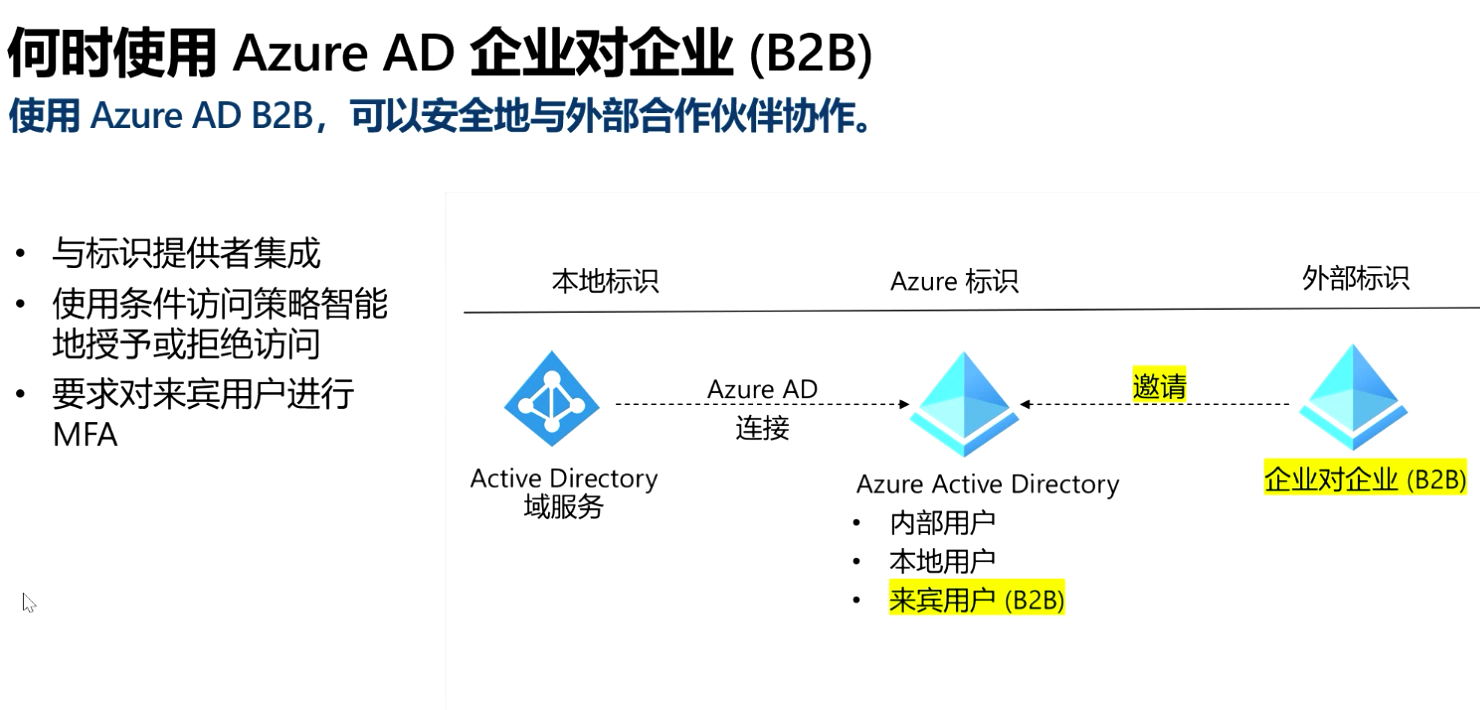 何时使用 Azure AD 企业对企业 (B2B)
使用 Azure AD B2B，可以安全地与外部合作伙伴协作。
• 与标识提供者集成
• 使用条件访问策略智能
地授予或拒绝访问
• 要求对来宾用户进行
MFA
本地标识
Azure 标识
外部标识
Azure AD
连接
邀请
Active Directory
域服务
Azure Active Directory
• 内部用户
• 本地用户
• 来宾用户 (B2B)
企业对企业 (B2B)